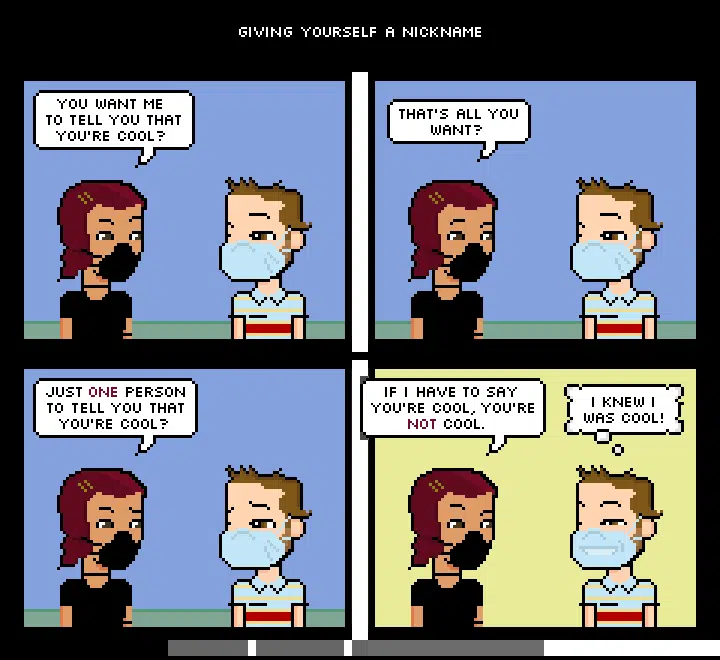 GIVING YOURSELF A NICKNAME
YOU WANT ME
TO TELL YOU THAT
YOU'RE COOL?
THAT'S ALL YOU
WANT?
JUST ONE PERSON
TO TELL YOU THAT
YOU'RE COOL?
IF I HAVE TO SAY
YOU'RE COOL, YOU'RE
NOT COOL.
I KNEW I
WAS COOL!